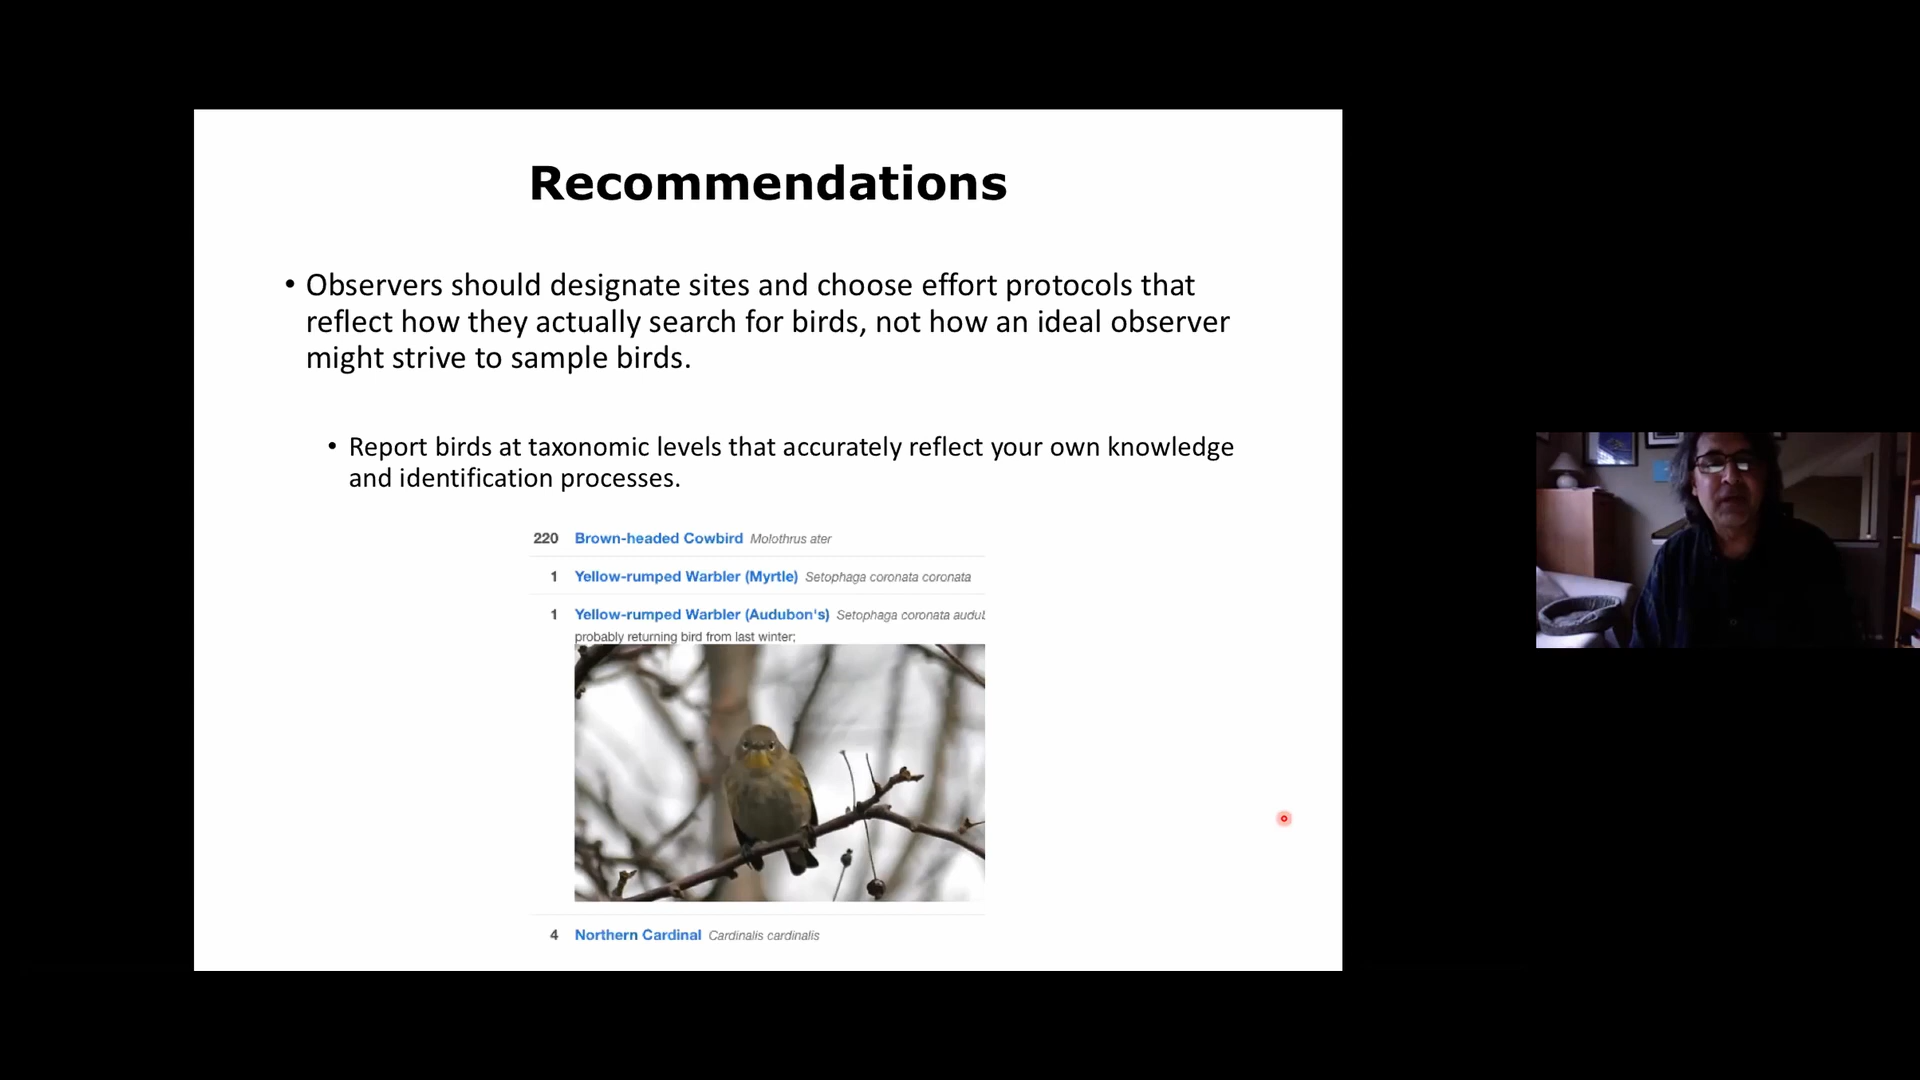 Recommendations
• Observers should designate sites and choose effort protocols that
reflect how they actually search for birds, not how an ideal observer
might strive to sample birds.
• Report birds at taxonomic levels that accurately reflect your own knowledge
and identification processes.
220 Brown-headed Cowbird Molothrus ater
1 Yellow-rumped Warbler (Myrtle) Setophaga coronata coronata
1 Yellow-rumped Warbler (Audubon's) Setophaga coronata audub
probably returning bird from last winter;
4 Northern Cardinal Cardinalis cardinalis